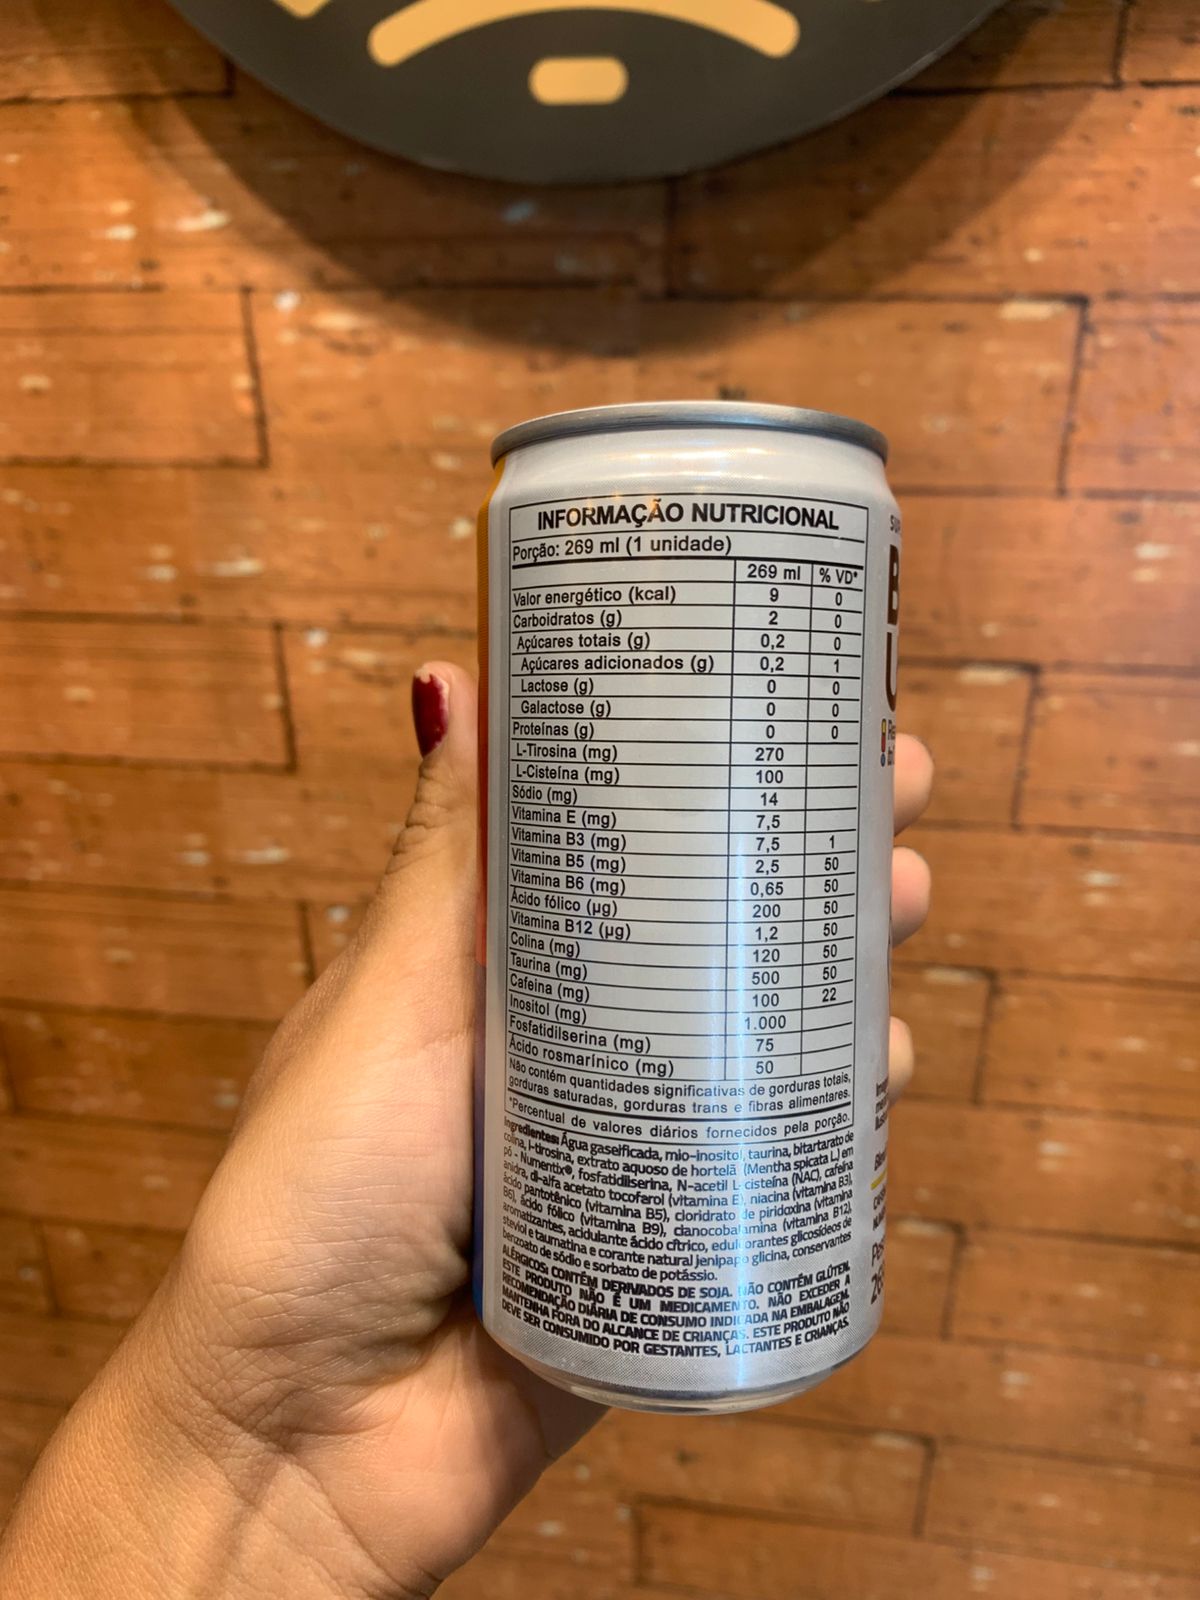 INFORMAÇÃO NUTRICIONAL
Porção: 269 ml (1 unidade)
269 ml % VD*
Valor energético (kcal) 9 0
Carboidratos (g) 2 0
Açúcares totais (g) 0,2 0
Açúcares adicionados (g) 0,2 1
Lactose (g) 0 0
Galactose (g) 0 0
Proteínas (g) 0 0
L-Tirosina (mg) 270
L-Cisteína (mg) 100
Sódio (mg) 14
Vitamina E (mg) 7,5
Vitamina B3 (mg) 7,5 1
Vitamina B5 (mg) 2,5 50
Vitamina B6 (mg) 0,65 50
Ácido fólico (µg) 200 50
Vitamina B12 (µg) 1,2 50
Colina (mg) 120 50
Taurina (mg) 500 22
Cafeina (mg) 100
Inositol (mg) 1.000
Fosfatidilserina (mg) 75
Ácido rosmarínico (mg) 50
Não contém quantidades significativas de gorduras totais,
gorduras saturadas, gorduras trans e fibras alimentares.
*Percentual de valores diários fornecidos pela porção.
Ingredientes: Água gaseificada, mio-inositol, taurina, bitartarato de
colina, l-tirosina, extrato aquoso de hortelã (Mentha spicata L.) em
pó - Numentix®, fosfatidilserina, N-acetil L-cisteína (NAC), cafeína
anidra, dl-alfa acetato tocoferol (vitamina E), niacina (vitamina B3),
ácido pantotênico (vitamina B5), cloridrato de piridoxina (vitamina
B6), ácido fólico (vitamina B9), cianocobalamina (vitamina B12),
aromatizantes, acidulante ácido cítrico, edulcorantes glicosídeos de
steviol e taumatina e corante natural jenipapo glicina, conservantes
benzoato de sódio e sorbato de potássio.
ALÉRGICOS: CONTÉM DERIVADOS DE SOJA. NÃO CONTÉM GLÚTEN.
ESTE PRODUTO NÃO É UM MEDICAMENTO. NÃO EXCEDER A
RECOMENDAÇÃO DIÁRIA DE CONSUMO INDICADA NA EMBALAGEM.
MANTENHA FORA DO ALCANCE DE CRIANÇAS. ESTE PRODUTO NÃO
DEVE SER CONSUMIDO POR GESTANTES, LACTANTES E CRIANÇAS.